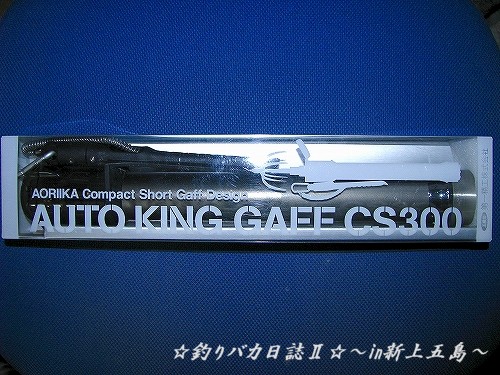 AORIIKA Compact Short Gaff Design
AUTO KING GAFF CS300
☆釣りバカ日誌Ⅱ☆～in新上五島～